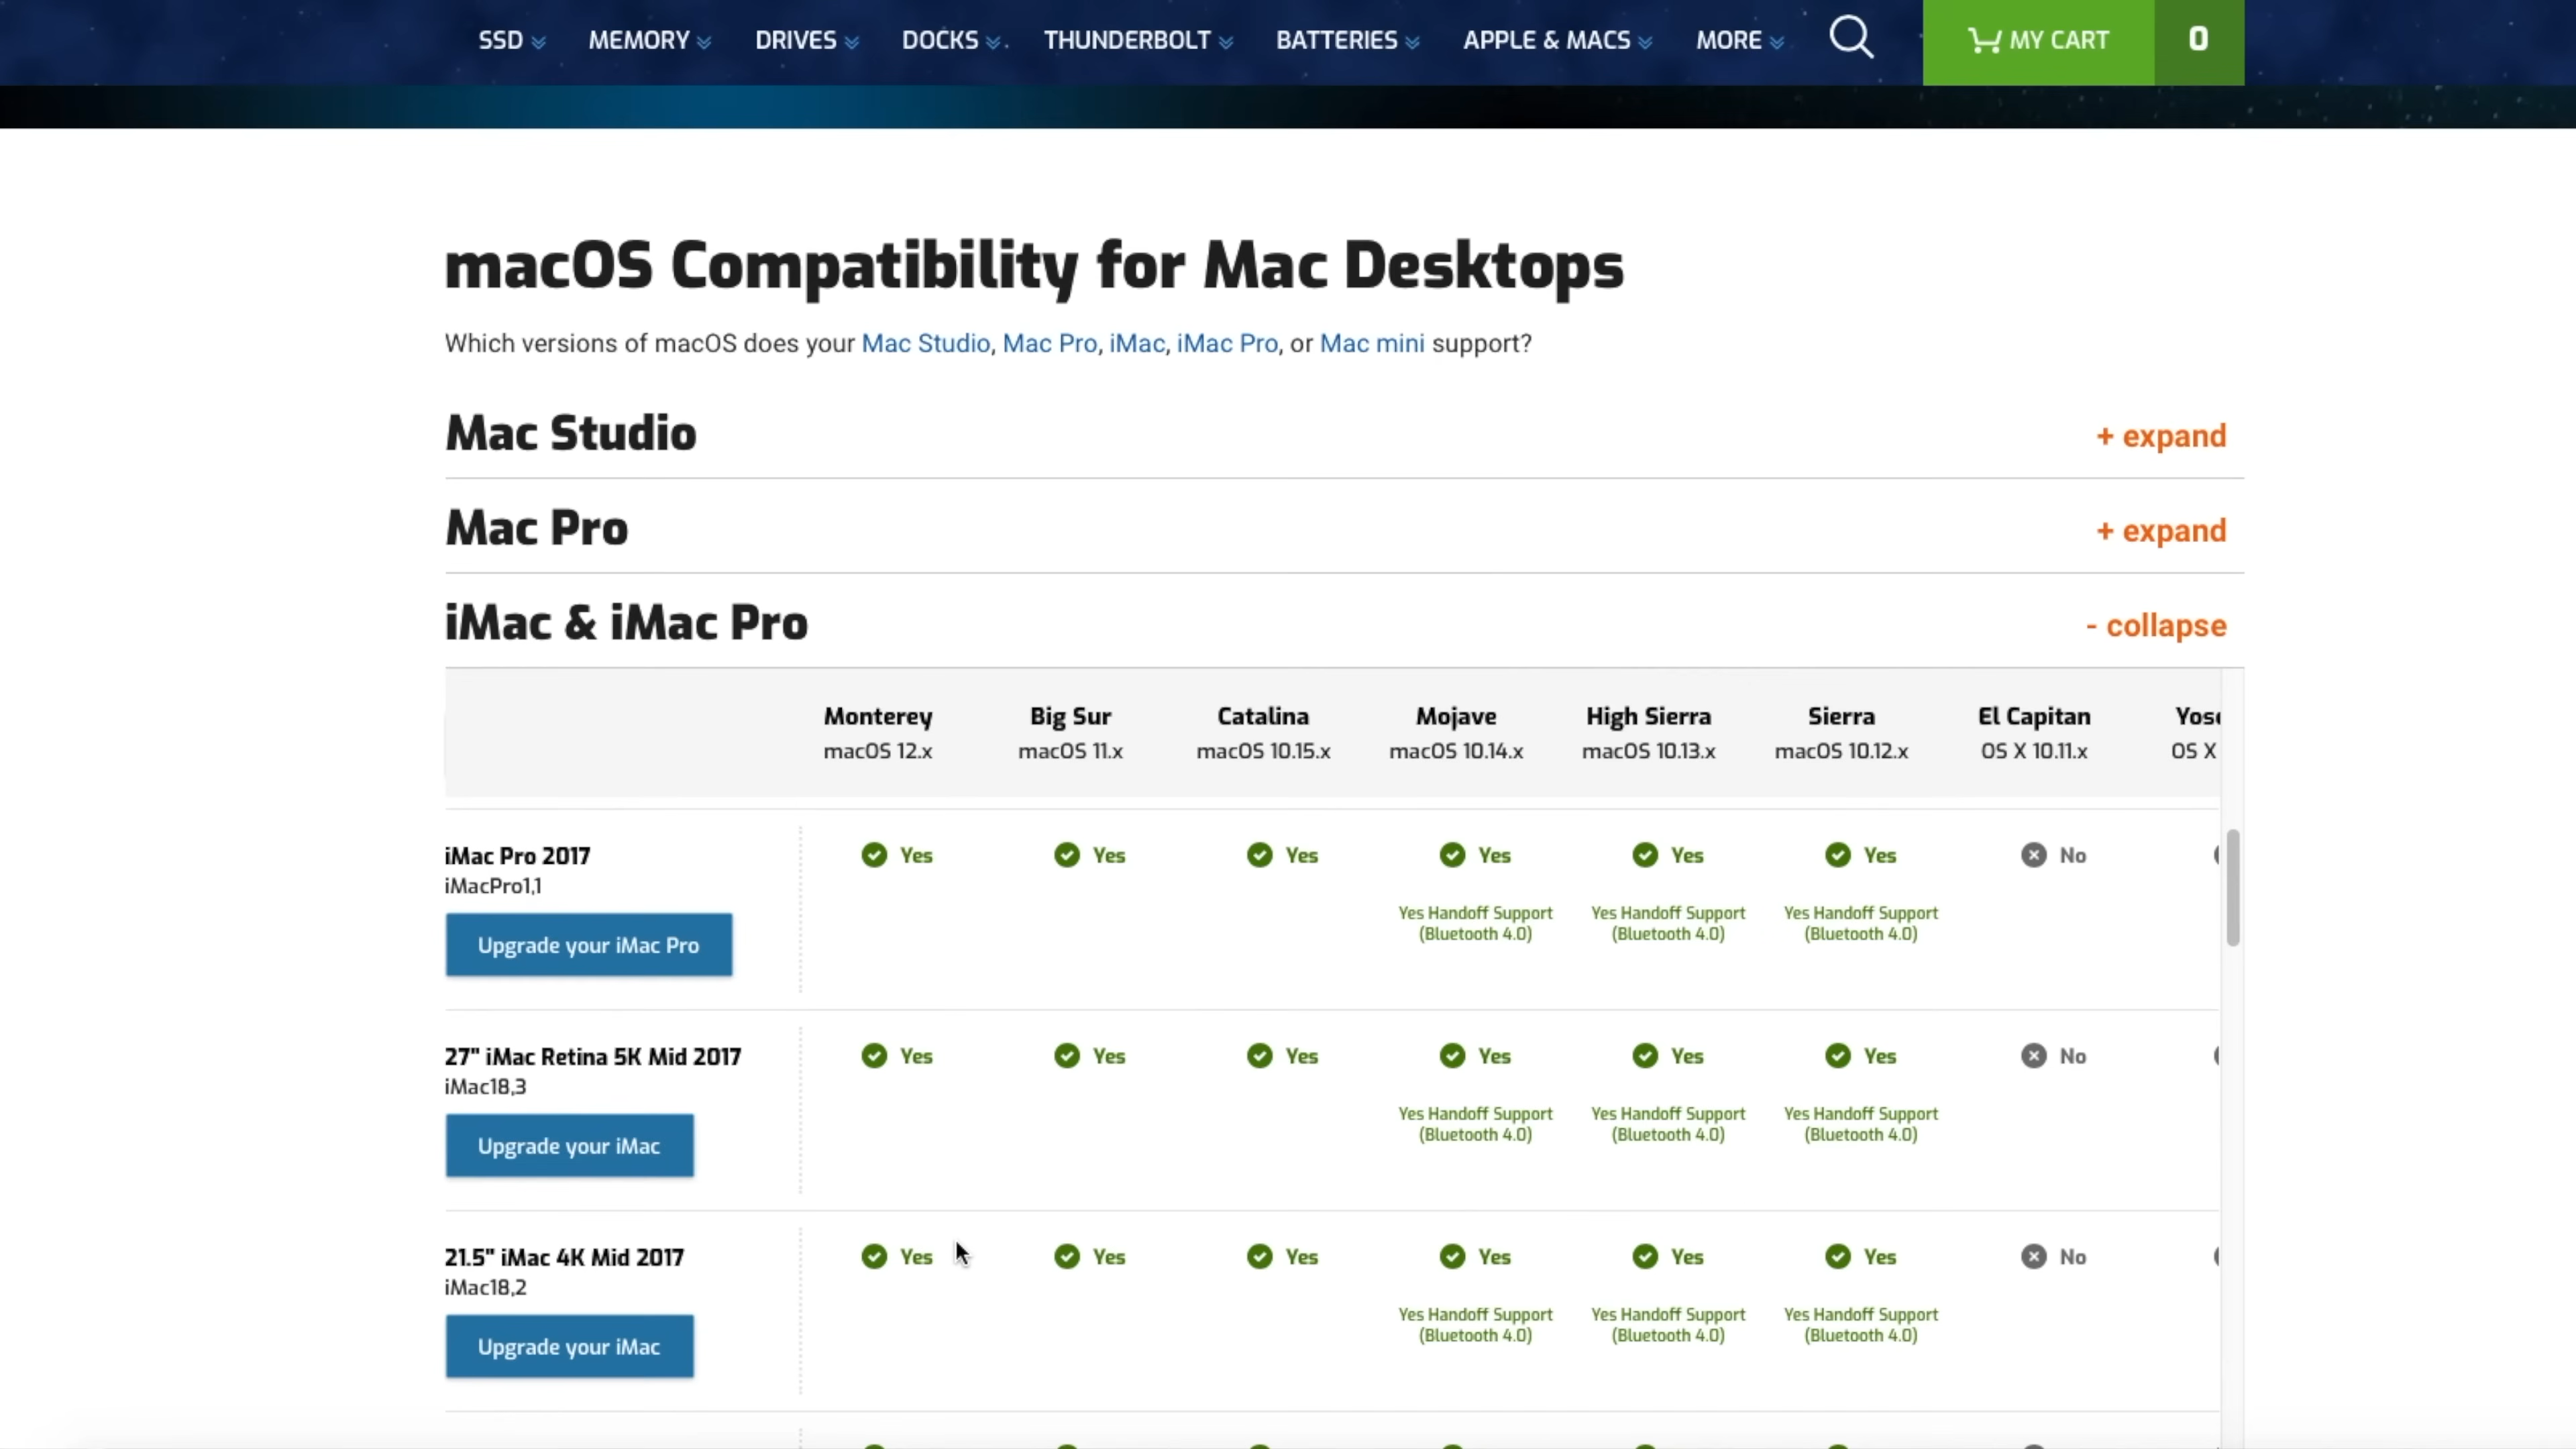 SSD MEMORY DRIVES DOCKS THUNDERBOLT BATTERIES APPLE & MACS MORE MY CART 0
macOS Compatibility for Mac Desktops
Which versions of macOS does your Mac Studio, Mac Pro, iMac, iMac Pro, or Mac mini support?
Mac Studio + expand
Mac Pro + expand
iMac & iMac Pro - collapse
Monterey Big Sur Catalina Mojave High Sierra Sierra El Capitan
macOS 12.x macOS 11.x macOS 10.15.x macOS 10.14.x macOS 10.13.x macOS 10.12.x OS X 10.11.x OS X
iMac Pro 2017 Yes Yes Yes Yes Yes Yes No
iMacPro1,1
Yes Handoff Support Yes Handoff Support Yes Handoff Support
(Bluetooth 4.0) (Bluetooth 4.0) (Bluetooth 4.0)
Upgrade your iMac Pro
27" iMac Retina 5K Mid 2017 Yes Yes Yes Yes Yes Yes No
iMac18,3
Yes Handoff Support Yes Handoff Support Yes Handoff Support
(Bluetooth 4.0) (Bluetooth 4.0) (Bluetooth 4.0)
Upgrade your iMac
21.5" iMac 4K Mid 2017 Yes Yes Yes Yes Yes Yes No
iMac18,2
Yes Handoff Support Yes Handoff Support Yes Handoff Support
(Bluetooth 4.0) (Bluetooth 4.0) (Bluetooth 4.0)
Upgrade your iMac